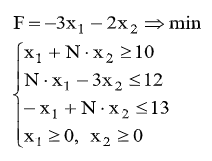 F=−3x₁ − 2x₂ ⇒ min
x₁ + N · x₂ ≥10
N · x₁ − 3x₂ ≤12
− x₁ + N · x₂ ≤13
x₁ ≥ 0, x₂ ≥ 0